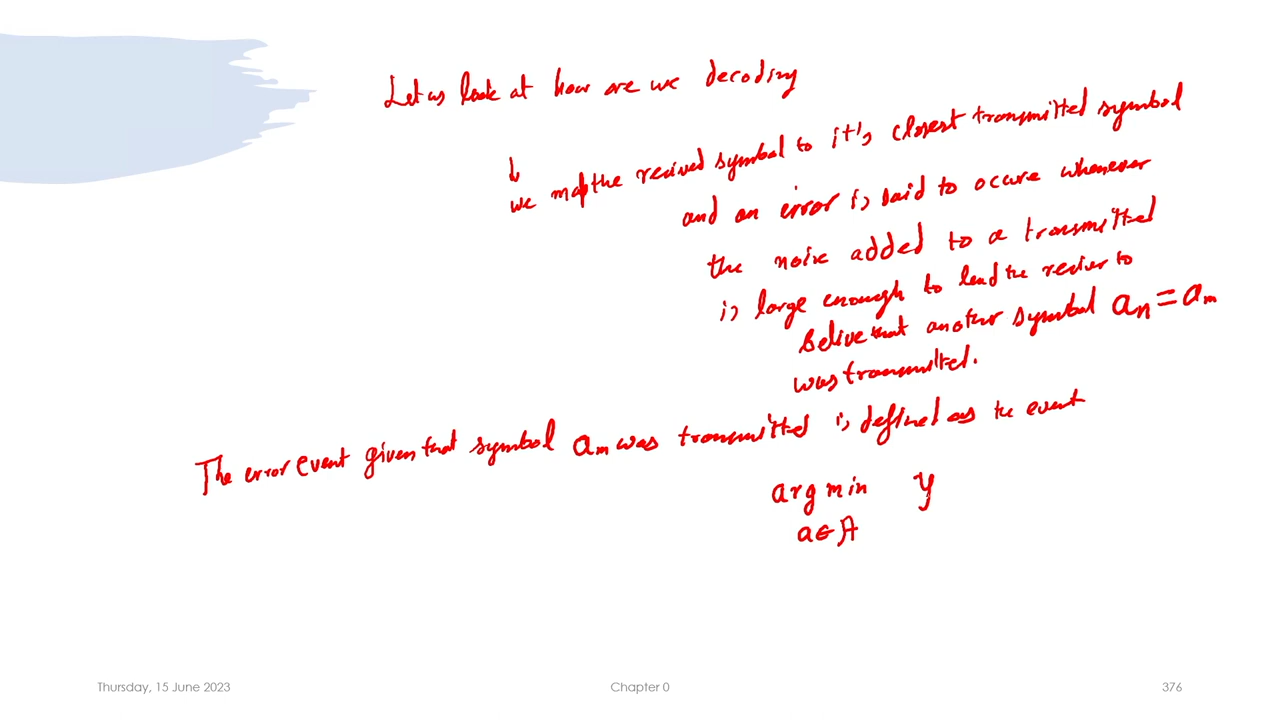 Let us look at how are we decoding
↓
we map the recived symbol to it's closest transmitted symbol
and an error is said to occure whenever
the noise added to a transmitted
is large enough to lead the reciver to
belive that another symbol an = am
was transmitted.
The error event given that symbol am was transmitted is defined as the event
arg min y
a∈A
Thursday, 15 June 2023
Chapter 0
376